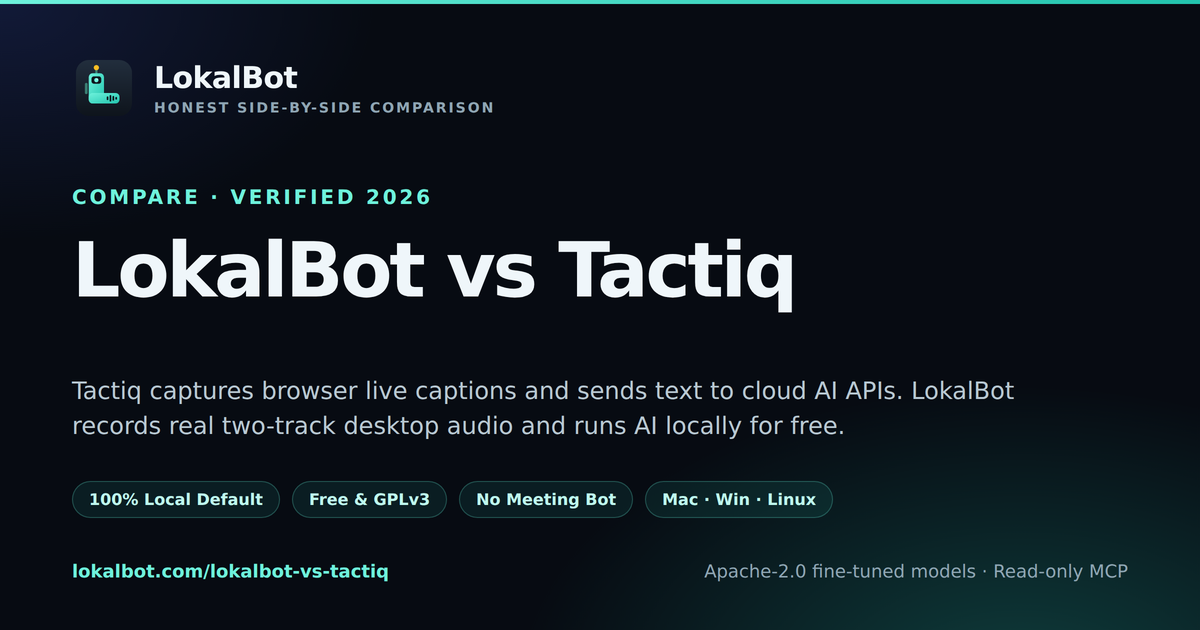 LokalBot
HONEST SIDE-BY-SIDE COMPARISON
COMPARE · VERIFIED 2026
LokalBot vs Tactiq
Tactiq captures browser live captions and sends text to cloud AI APIs. LokalBot
records real two-track desktop audio and runs AI locally for free.
100% Local Default
Free & GPLv3
No Meeting Bot
Mac · Win · Linux
lokalbot.com/lokalbot-vs-tactiq
Apache-2.0 fine-tuned models · Read-only MCP